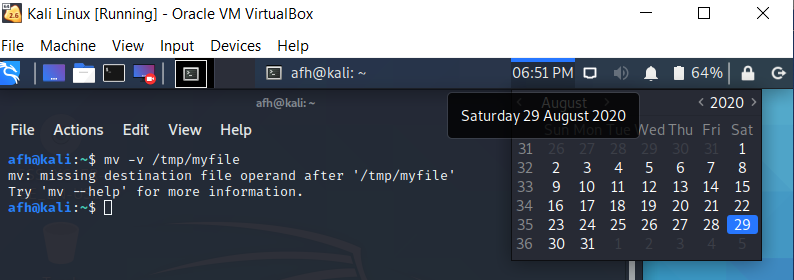 Kali Linux [Running] - Oracle VM VirtualBox
File Machine View Input Devices Help
afh@kali: ~ 06:51 PM 64%
afh@kali: ~
August 2020
Saturday 29 August 2020
File Actions Edit View Help
Sun Mon Tue Wed Thu Fri Sat
31 26 27 28 29 30 31 1
32 2 3 4 5 6 7 8
33 9 10 11 12 13 14 15
34 16 17 18 19 20 21 22
35 23 24 25 26 27 28 29
36 30 31 1 2 3 4 5
afh@kali:~$ mv -v /tmp/myfile
mv: missing destination file operand after '/tmp/myfile'
Try 'mv --help' for more information.
afh@kali:~$